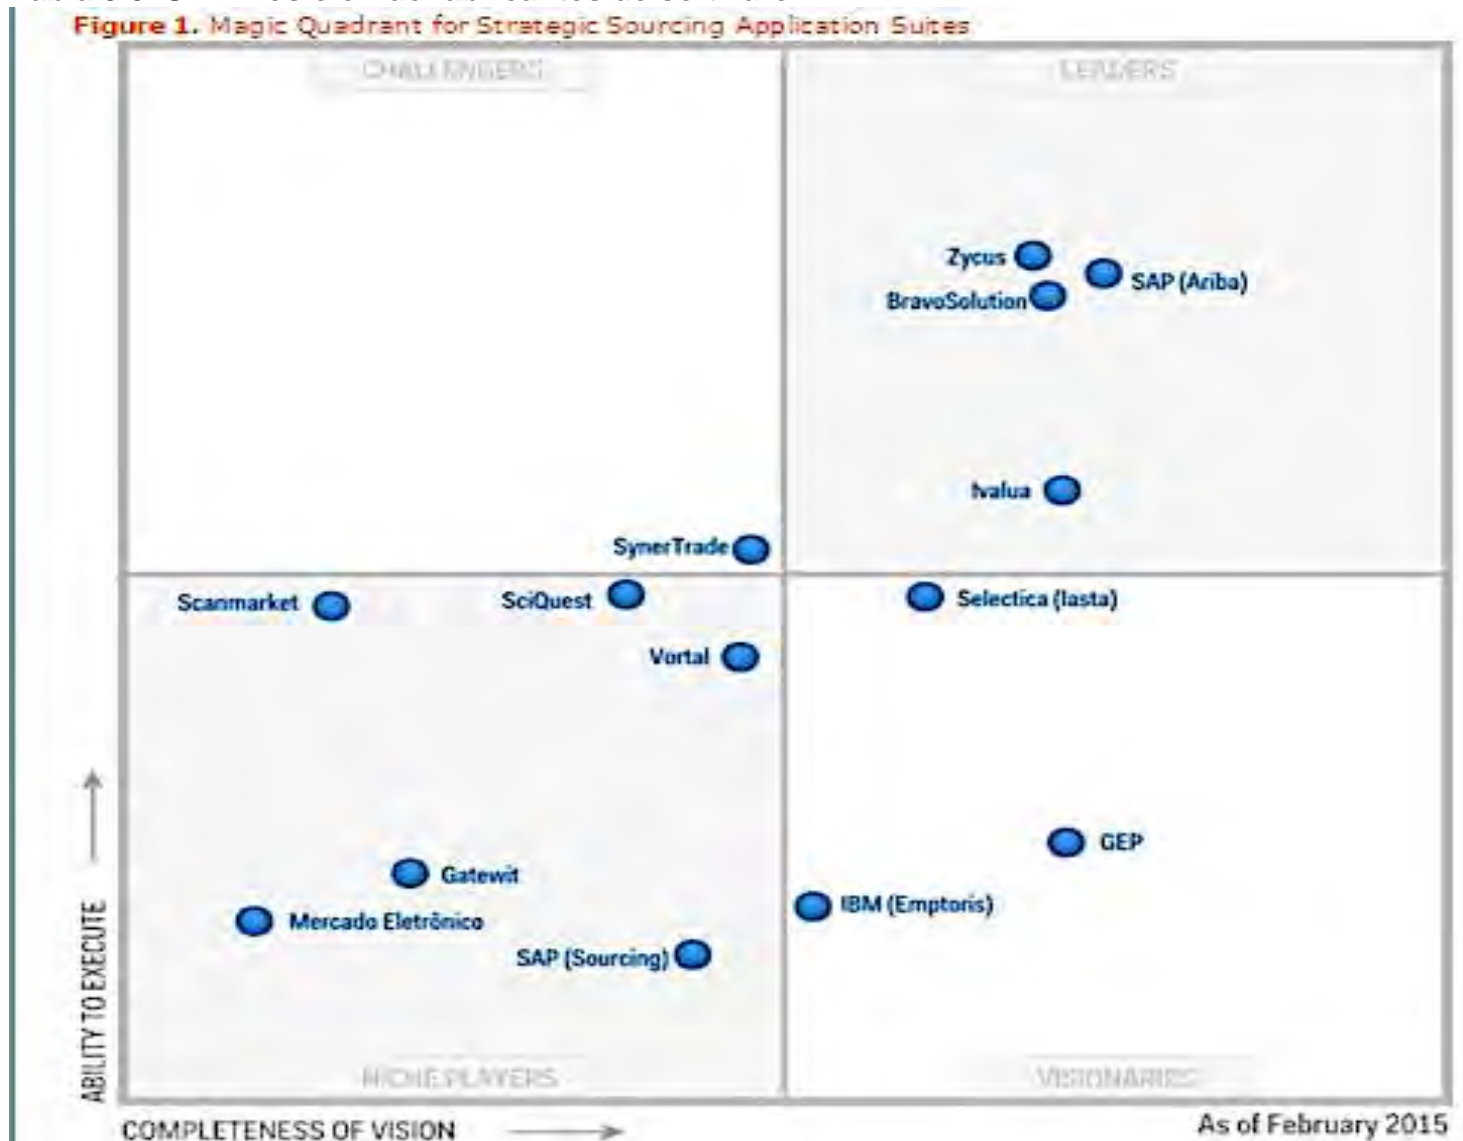 Figure 1. Magic Quadrant for Strategic Sourcing Application Suites
CHALLENGERS
LEADERS
Zycus
SAP (Ariba)
BravoSolution
Ivalua
SynerTrade
Scanmarket
SciQuest
Selectica (Iasta)
Vortal
GEP
Gatewit
IBM (Emptoris)
Mercado Eletrônico
SAP (Sourcing)
ABILITY TO EXECUTE
NICHE PLAYERS
VISIONARIES
COMPLETENESS OF VISION
As of February 2015